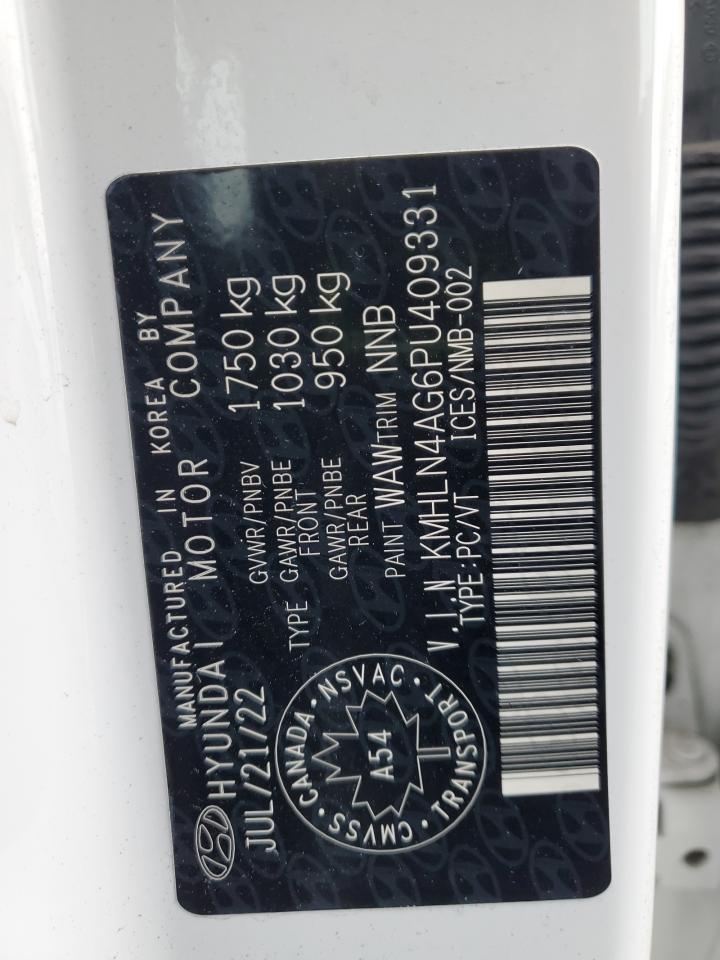 MANUFACTURED IN KOREA BY
HYUNDAI MOTOR COMPANY
JUL/21/22
GVWR/PNBV 1750 kg
TYPE GAWR/PNBE FRONT 1030 kg
GAWR/PNBE REAR 950 kg
PAINT WAW TRIM NNB
V.I.N KMHLN4AG6PU409331
TYPE:PC/VT ICES/NMB-002
CANADA · NSVAC · TRANSPORT · CMVSS ·
A54